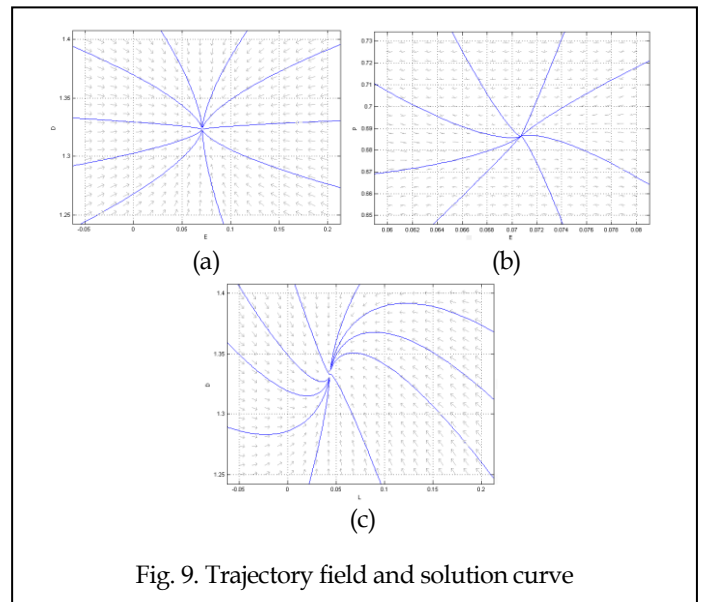 1.4
1.35
1.3
1.25
D
-0.05 0 0.05 0.1 0.15 0.2
E
(a)
0.73
0.72
0.71
0.7
0.69
0.68
0.67
0.66
0.65
P
0.06 0.062 0.064 0.066 0.068 0.07 0.072 0.074 0.076 0.078 0.08
E
(b)
1.4
1.35
1.3
1.25
D
-0.05 0 0.05 0.1 0.15 0.2
L
(c)
Fig. 9. Trajectory field and solution curve